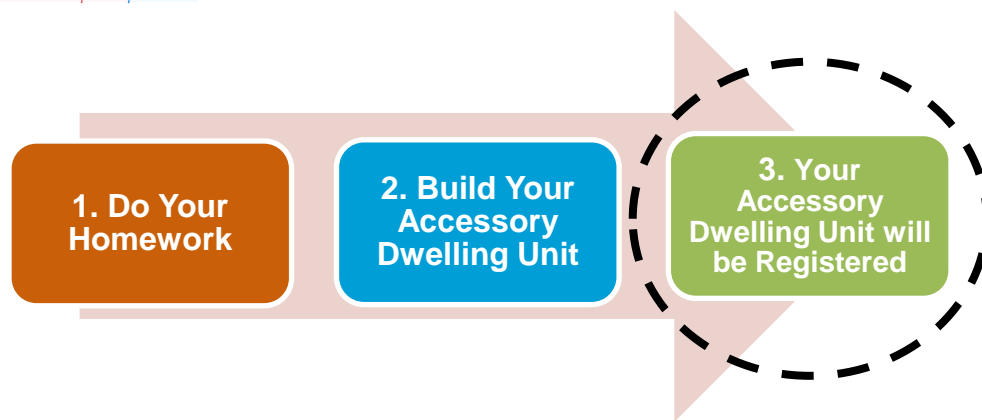 1. Do Your
Homework
2. Build Your
Accessory
Dwelling Unit
3. Your
Accessory
Dwelling Unit will
be Registered